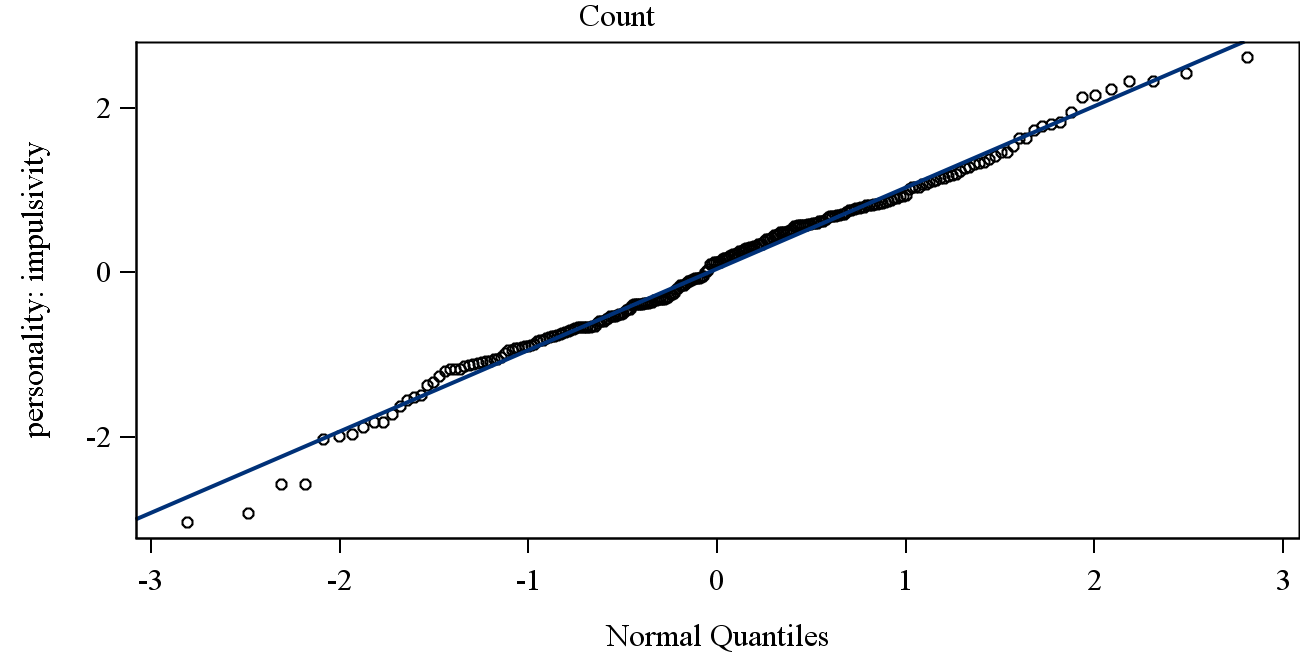 Count
personality: impulsivity
2
0
-2
-3 -2 -1 0 1 2 3
Normal Quantiles